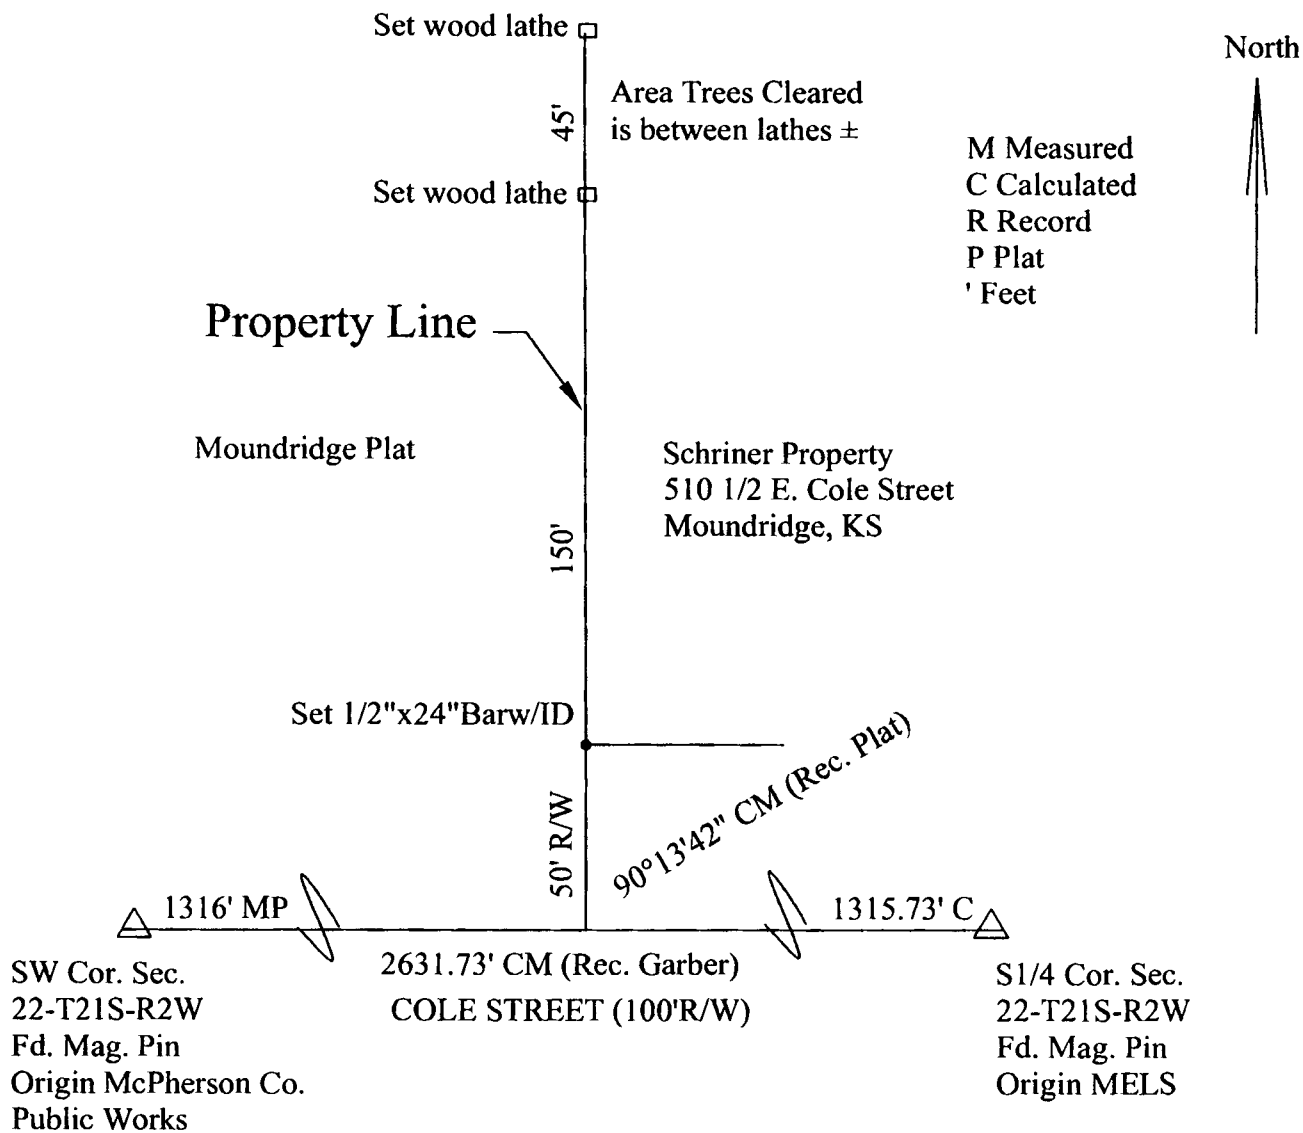 Set wood lathe
North
Area Trees Cleared
is between lathes ±
45'
M Measured
C Calculated
R Record
P Plat
' Feet
Set wood lathe
Property Line
Moundridge Plat
Schriner Property
510 1/2 E. Cole Street
Moundridge, KS
150'
Set 1/2"x24"Barw/ID
50' R/W
90°13'42" CM (Rec. Plat)
1316' MP
1315.73' C
2631.73' CM (Rec. Garber)
COLE STREET (100'R/W)
SW Cor. Sec.
22-T21S-R2W
Fd. Mag. Pin
Origin McPherson Co.
Public Works
S1/4 Cor. Sec.
22-T21S-R2W
Fd. Mag. Pin
Origin MELS